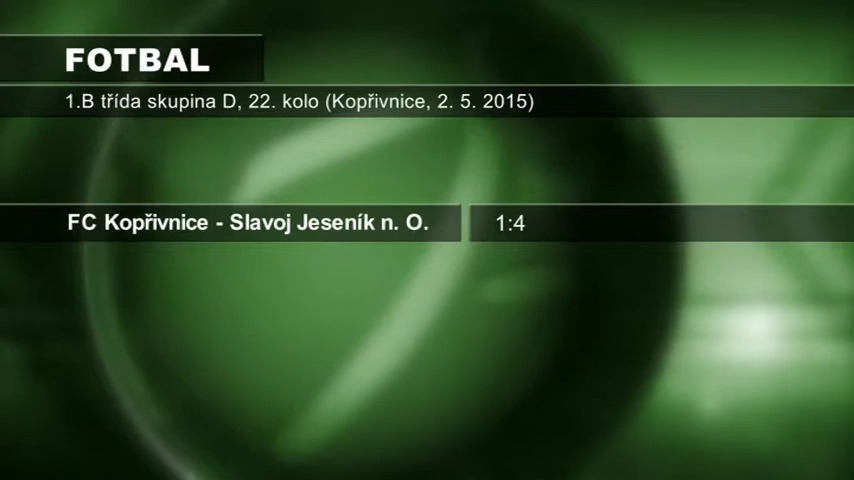 FOTBAL
1.B třída skupina D, 22. kolo (Kopřivnice, 2. 5. 2015)
FC Kopřivnice - Slavoj Jeseník n. O. 1:4